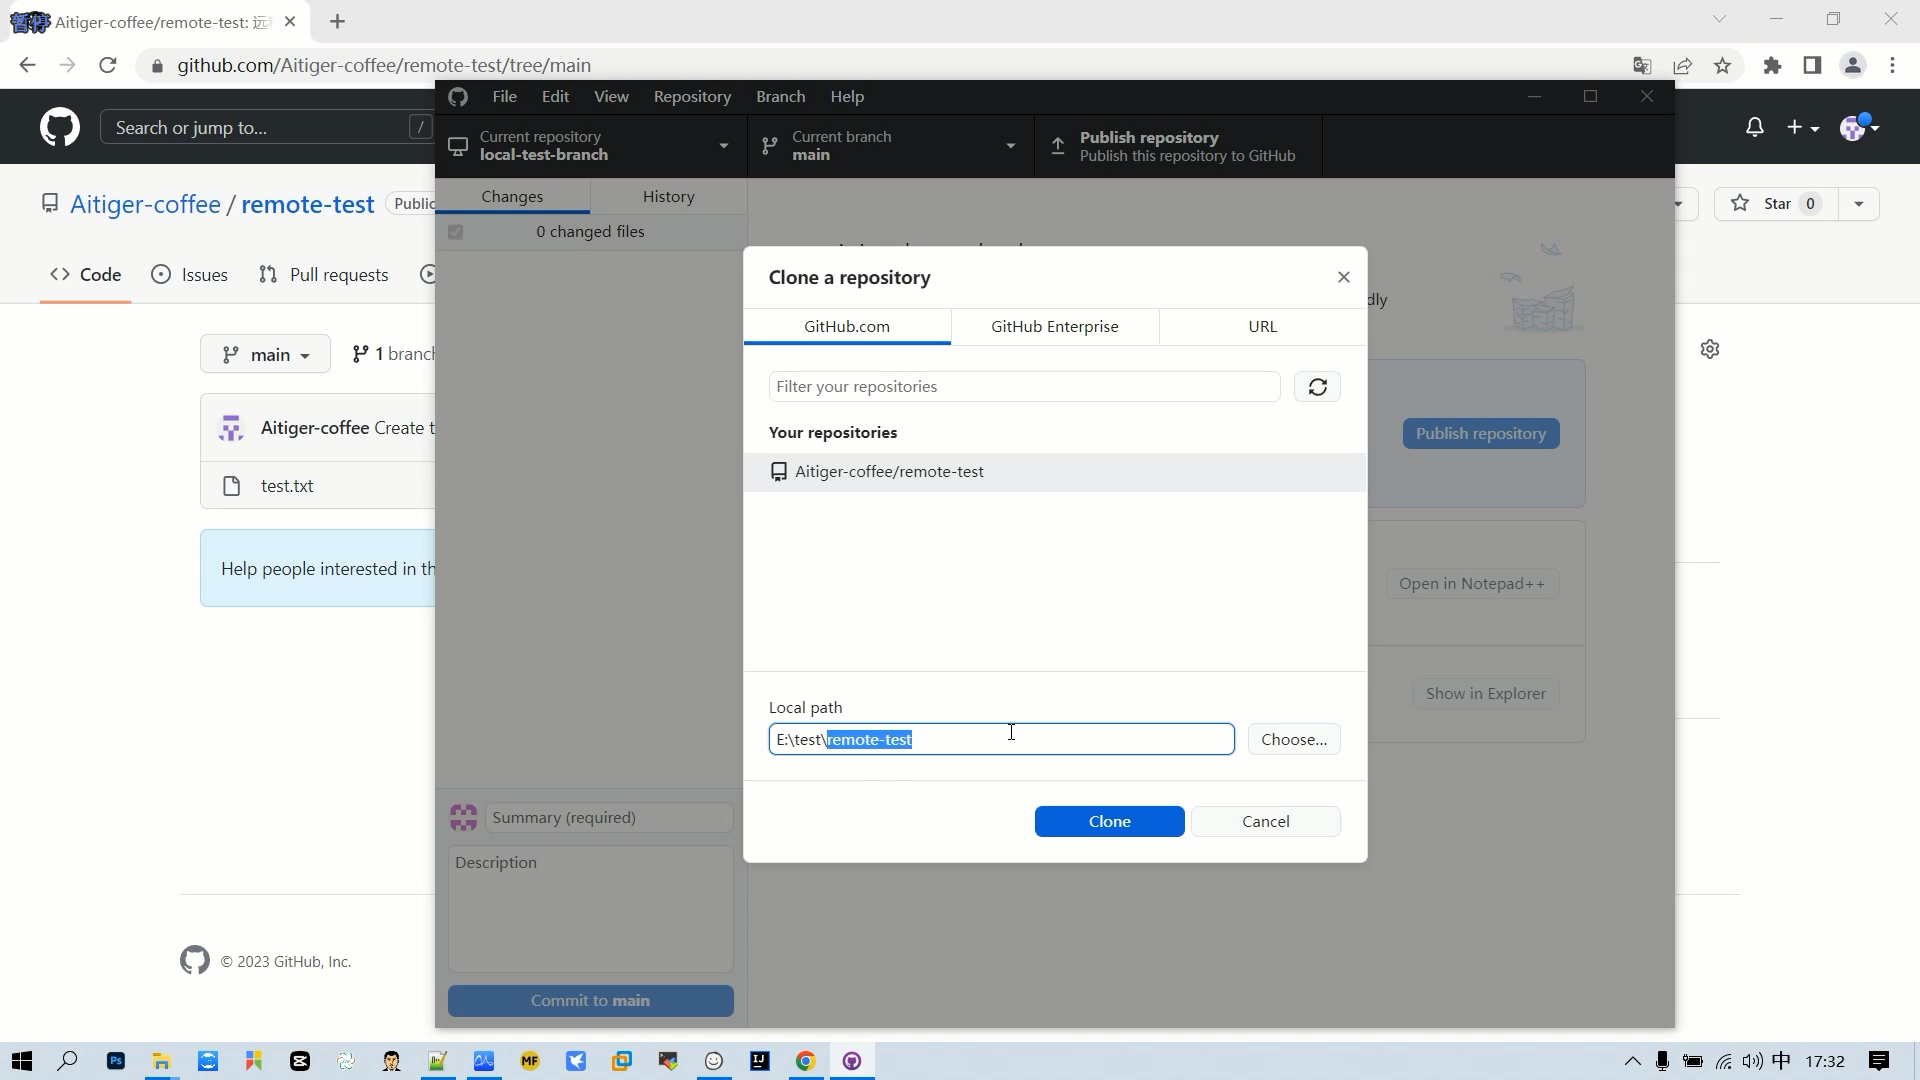 暂停
Aitiger-coffee/remote-test: 远
github.com/Aitiger-coffee/remote-test/tree/main
Search or jump to...
/
File Edit View Repository Branch Help
Current repository
local-test-branch
Current branch
main
Publish repository
Publish this repository to GitHub
Aitiger-coffee / remote-test
Public
Star 0
Changes History
0 changed files
Code Issues Pull requests
main
1 branch
Aitiger-coffee Create t
test.txt
Help people interested in th
Clone a repository
GitHub.com GitHub Enterprise URL
Filter your repositories
Your repositories
Aitiger-coffee/remote-test
dly
Publish repository
Open in Notepad++
Show in Explorer
Local path
E:\test\remote-test
Choose...
Clone Cancel
Summary (required)
Description
Commit to main
© 2023 GitHub, Inc.
Ps
MF
IJ
中 17:32